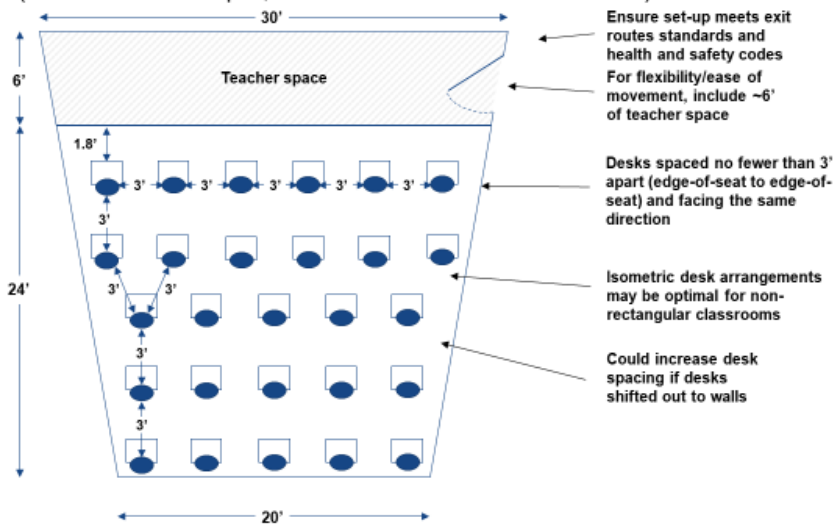 30’
Ensure set-up meets exit
routes standards and
health and safety codes
6’
Teacher space
For flexibility/ease of
movement, include ~6’
of teacher space
1.8’
Desks spaced no fewer than 3’
apart (edge-of-seat to edge-of-
seat) and facing the same
direction
3’ 3’ 3’ 3’ 3’
3’
24’
3’ 3’
Isometric desk arrangements
may be optimal for non-
rectangular classrooms
3’
Could increase desk
spacing if desks
shifted out to walls
3’
20’